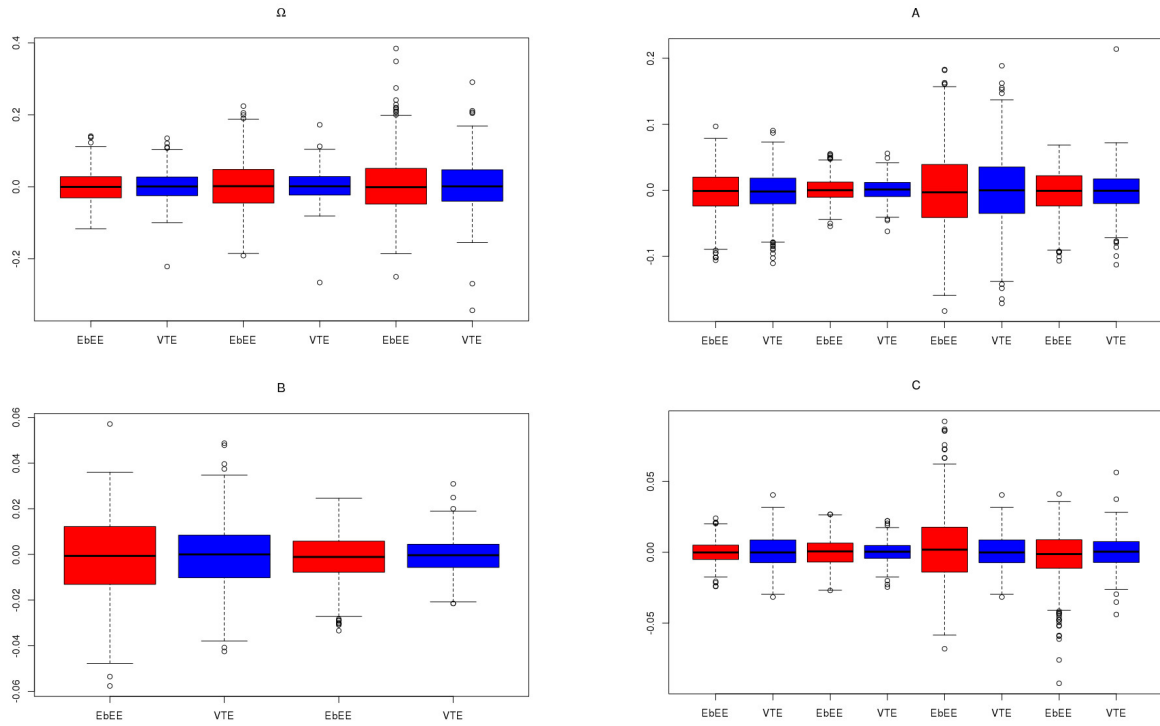 Ω
0.4
0.2
0.0
-0.2
EbEE VTE EbEE VTE EbEE VTE
A
0.2
0.1
0.0
-0.1
EbEE VTE EbEE VTE EbEE VTE EbEE VTE
B
0.06
0.04
0.02
0.00
-0.02
-0.04
-0.06
EbEE VTE EbEE VTE
C
0.05
0.00
-0.05
EbEE VTE EbEE VTE EbEE VTE EbEE VTE